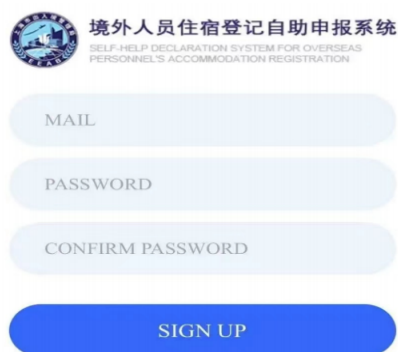 境外人员住宿登记自助申报系统
SELF-HELP DECLARATION SYSTEM FOR OVERSEAS
PERSONNEL'S ACCOMMODATION REGISTRATION
MAIL
PASSWORD
CONFIRM PASSWORD
SIGN UP